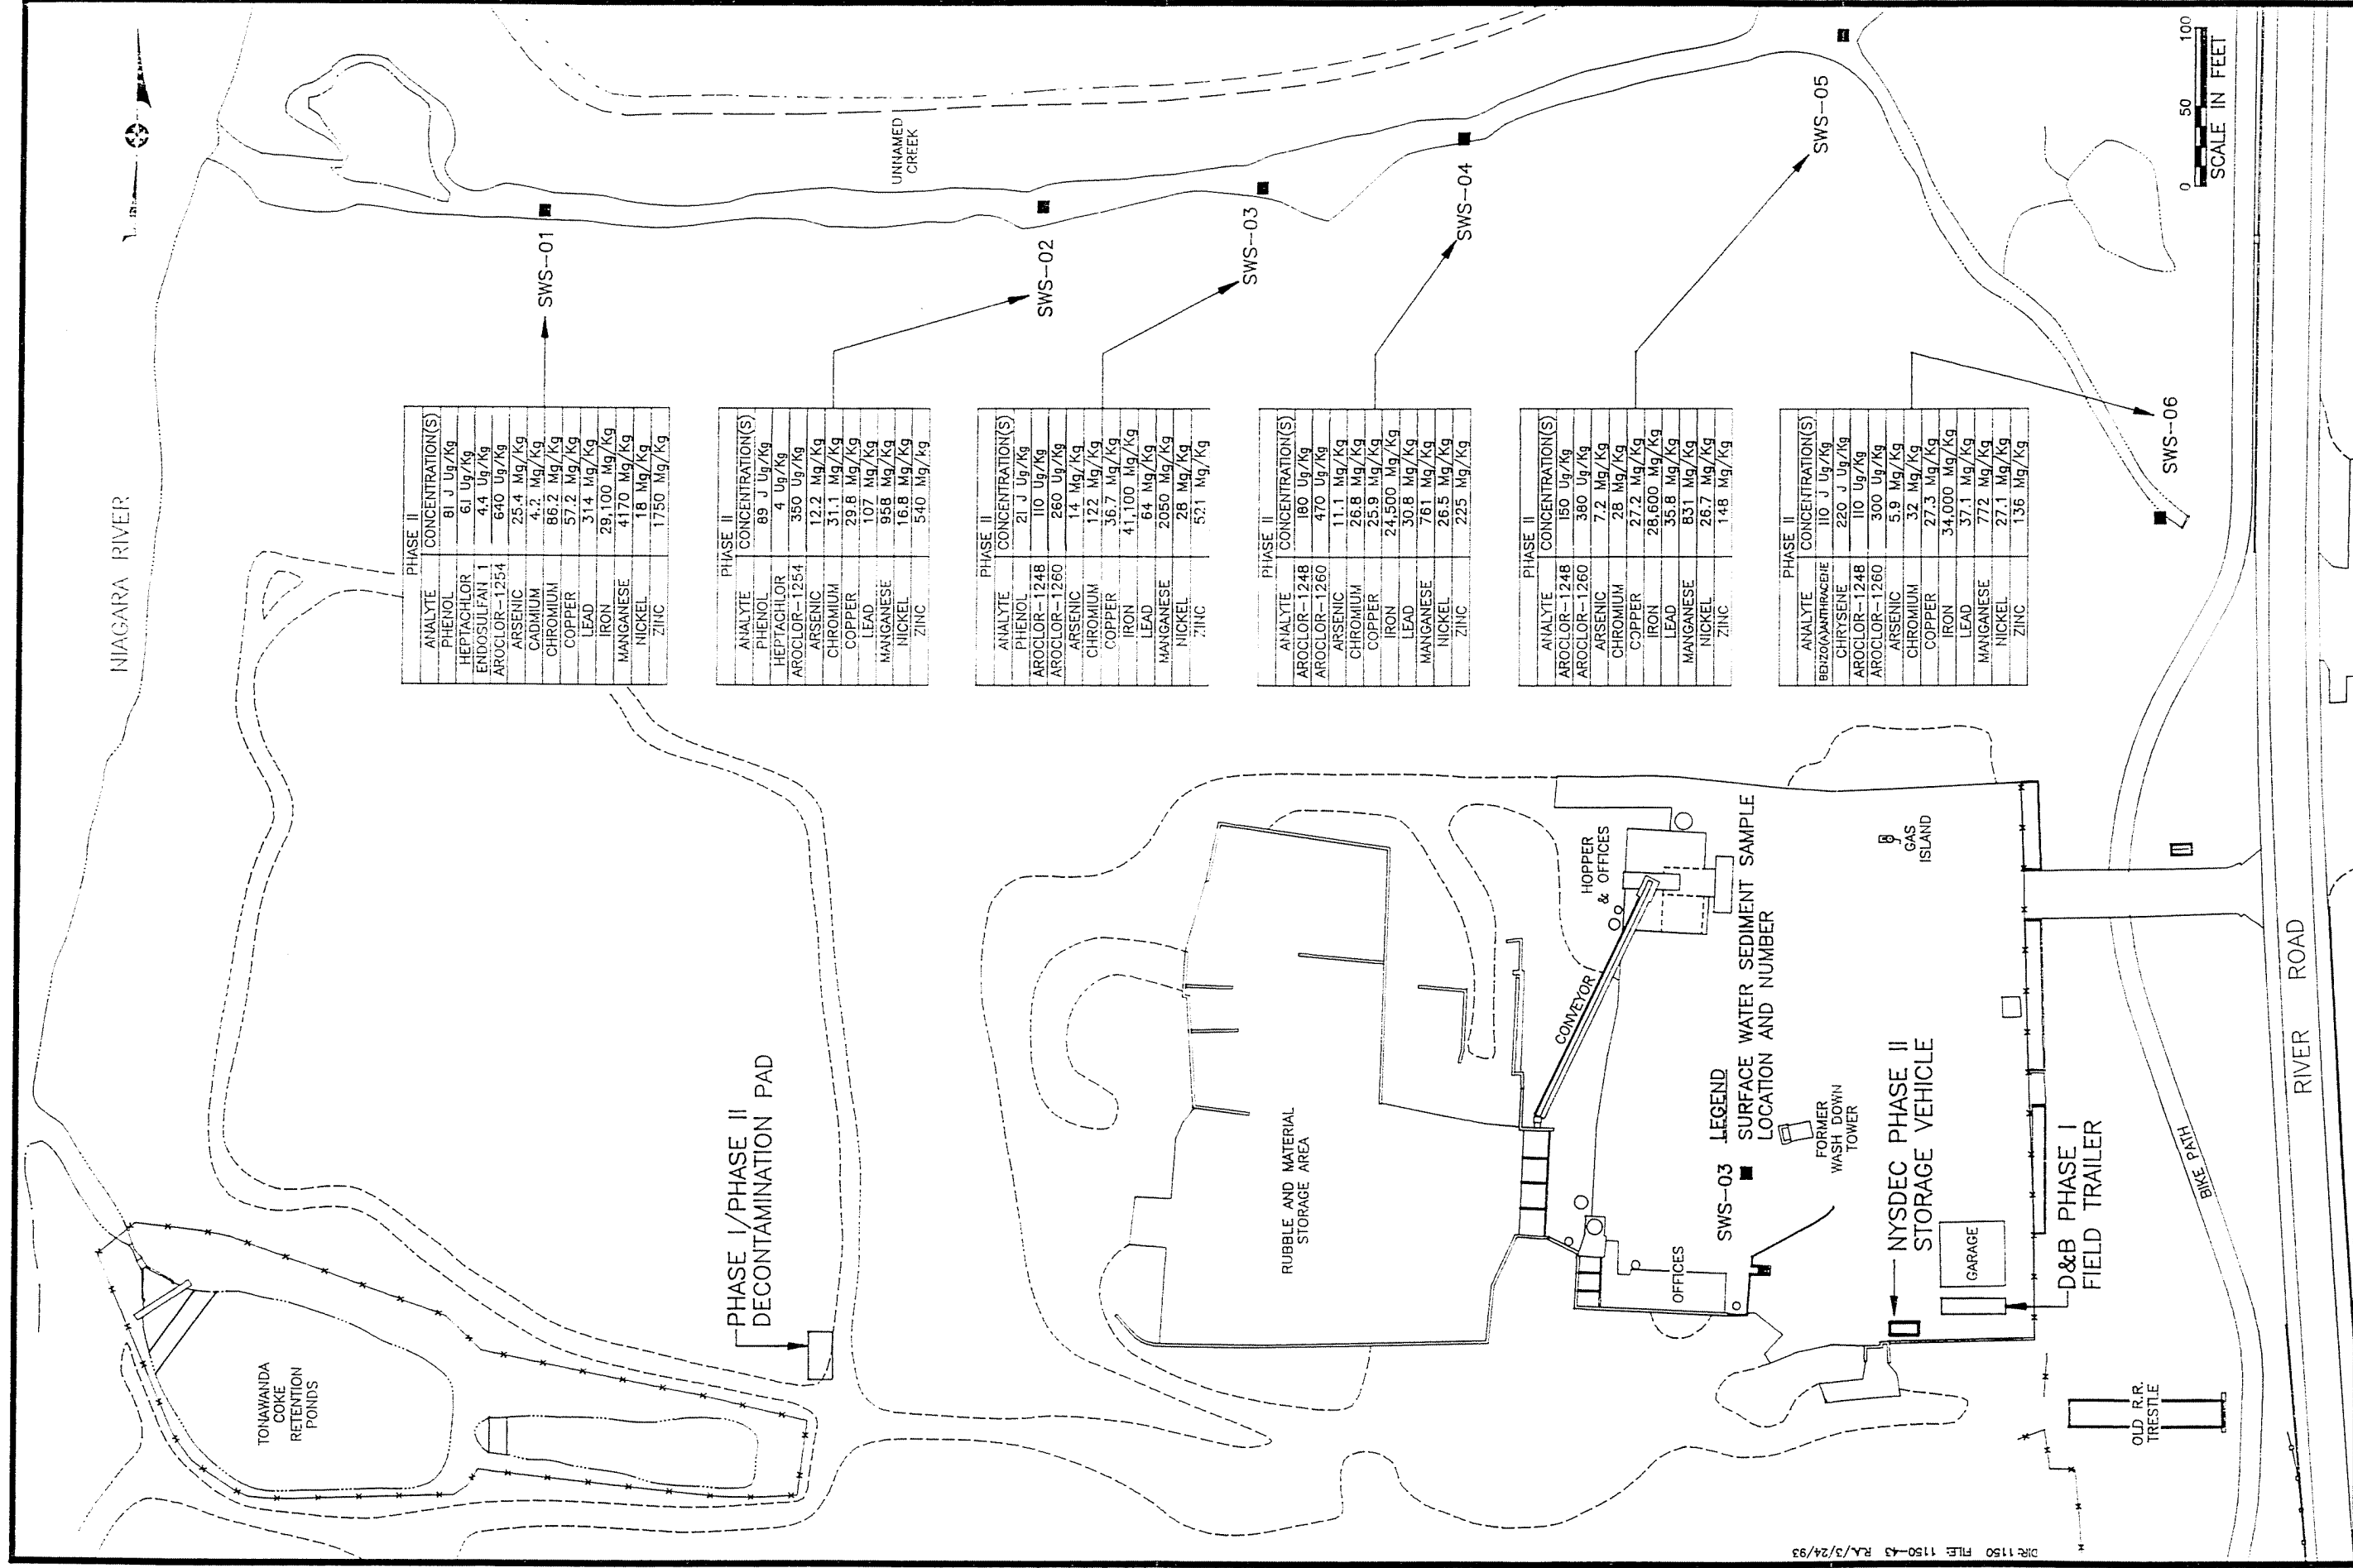 NIAGARA RIVER
UNNAMED
CREEK
SWS-01
SWS-02
SWS-03
SWS-04
SWS-05
SWS-06
0 50 100
SCALE IN FEET
PHASE II
ANALYTE CONCENTRATION(S)
PHENOL 81 J Ug/Kg
HEPTACHLOR 6.1 Ug/Kg
ENDOSULFAN 1 4.4 Ug/Kg
AROCLOR-1254 640 Ug/Kg
ARSENIC 25.4 Mg/Kg
CADMIUM 4.2 Mg/Kg
CHROMIUM 86.2 Mg/Kg
COPPER 57.2 Mg/Kg
LEAD 314 Mg/Kg
IRON 29,100 Mg/Kg
MANGANESE 4170 Mg/Kg
NICKEL 18 Mg/Kg
ZINC 1750 Mg/Kg
PHASE II
ANALYTE CONCENTRATION(S)
PHENOL 89 J Ug/Kg
HEPTACHLOR 4 Ug/Kg
AROCLOR-1254 350 Ug/Kg
ARSENIC 12.2 Mg/Kg
CHROMIUM 31.1 Mg/Kg
COPPER 29.8 Mg/Kg
LEAD 107 Mg/Kg
MANGANESE 958 Mg/Kg
NICKEL 16.8 Mg/Kg
ZINC 540 Mg/Kg
PHASE II
ANALYTE CONCENTRATION(S)
PHENOL 21 J Ug/Kg
AROCLOR-1248 110 Ug/Kg
AROCLOR-1260 260 Ug/Kg
ARSENIC 14 Mg/Kg
CHROMIUM 122 Mg/Kg
COPPER 36.7 Mg/Kg
IRON 41,100 Mg/Kg
LEAD 64 Mg/Kg
MANGANESE 2050 Mg/Kg
NICKEL 28 Mg/Kg
ZINC 521 Mg/Kg
PHASE II
ANALYTE CONCENTRATION(S)
AROCLOR-1248 180 Ug/Kg
AROCLOR-1260 470 Ug/Kg
ARSENIC 11.1 Mg/Kg
CHROMIUM 26.8 Mg/Kg
COPPER 25.9 Mg/Kg
IRON 24,500 Mg/Kg
LEAD 30.8 Mg/Kg
MANGANESE 761 Mg/Kg
NICKEL 26.5 Mg/Kg
ZINC 225 Mg/Kg
PHASE II
ANALYTE CONCENTRATION(S)
AROCLOR-1248 150 Ug/Kg
AROCLOR-1260 380 Ug/Kg
ARSENIC 7.2 Mg/Kg
CHROMIUM 28 Mg/Kg
COPPER 27.2 Mg/Kg
IRON 28,600 Mg/Kg
LEAD 35.8 Mg/Kg
MANGANESE 831 Mg/Kg
NICKEL 26.7 Mg/Kg
ZINC 148 Mg/Kg
PHASE II
ANALYTE CONCENTRATION(S)
BENZO(A)ANTHRACENE 110 J Ug/Kg
CHRYSENE 220 J Ug/Kg
AROCLOR-1248 110 Ug/Kg
AROCLOR-1260 300 Ug/Kg
ARSENIC 5.9 Mg/Kg
CHROMIUM 32 Mg/Kg
COPPER 27.3 Mg/Kg
IRON 34,000 Mg/Kg
LEAD 37.1 Mg/Kg
MANGANESE 772 Mg/Kg
NICKEL 27.1 Mg/Kg
ZINC 136 Mg/Kg
PHASE I/PHASE II
DECONTAMINATION PAD
TONAWANDA
COKE
RETENTION
PONDS
RUBBLE AND MATERIAL
STORAGE AREA
CONVEYOR
HOPPER
& OFFICES
GAS
ISLAND
LEGEND
SWS-03 SURFACE WATER SEDIMENT SAMPLE
LOCATION AND NUMBER
FORMER
WASH DOWN
TOWER
OFFICES
NYSDEC PHASE II
STORAGE VEHICLE
GARAGE
D&B PHASE I
FIELD TRAILER
OLD R.R.
TRESTLE
BIKE PATH
RIVER ROAD
DIR: 1150 FILE: 1150-43 RA/3/24/93